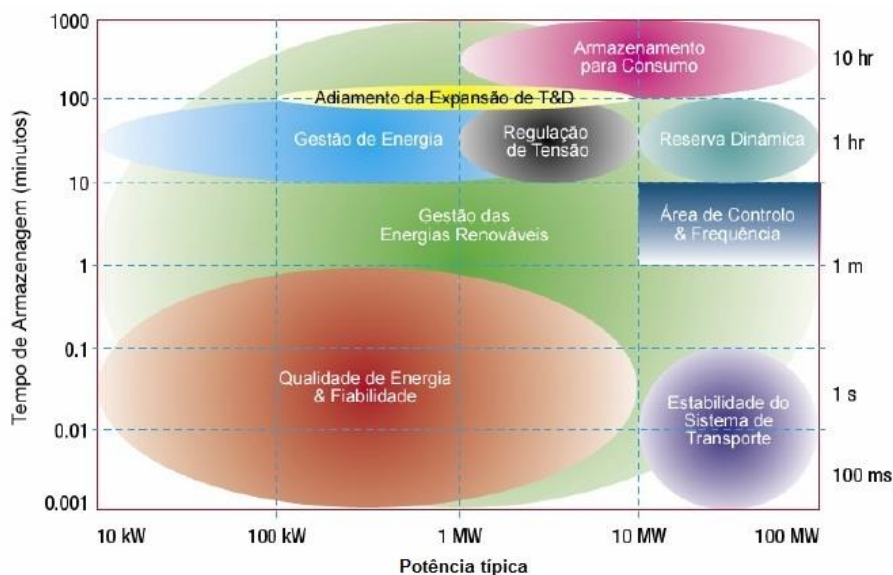 1000
Armazenamento
para Consumo
10 hr
100
Adiamento da Expansão de T&D
Gestão de Energia
Regulação
de Tensão
Reserva Dinâmica
1 hr
10
Gestão das
Energias Renováveis
Área de Controlo
& Frequência
1
1 m
0.1
Qualidade de Energia
& Fiabilidade
1 s
Estabilidade do
Sistema de
Transporte
0.01
100 ms
0.001
Tempo de Armazenagem (minutos)
10 kW
100 kW
1 MW
10 MW
100 MW
Potência típica